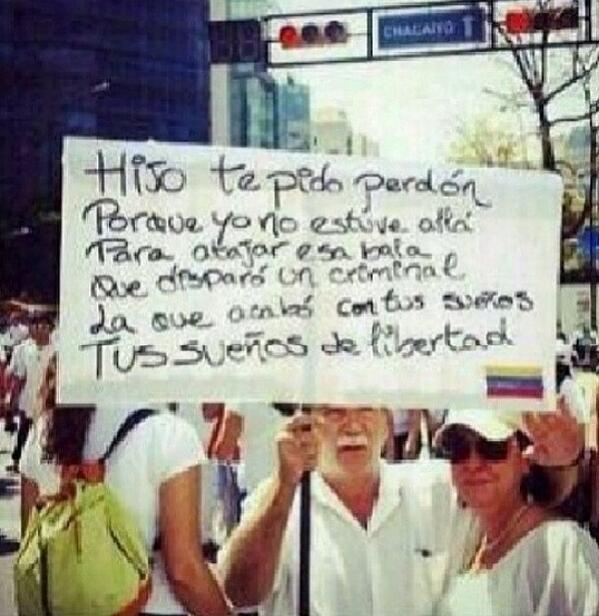 CHACAITO
Hijo te pido perdón
Porque yo no estúve allá
Para atajar esa bala
Que disparó un criminal
La que acabó con tus sueños
Tus sueños de libertad